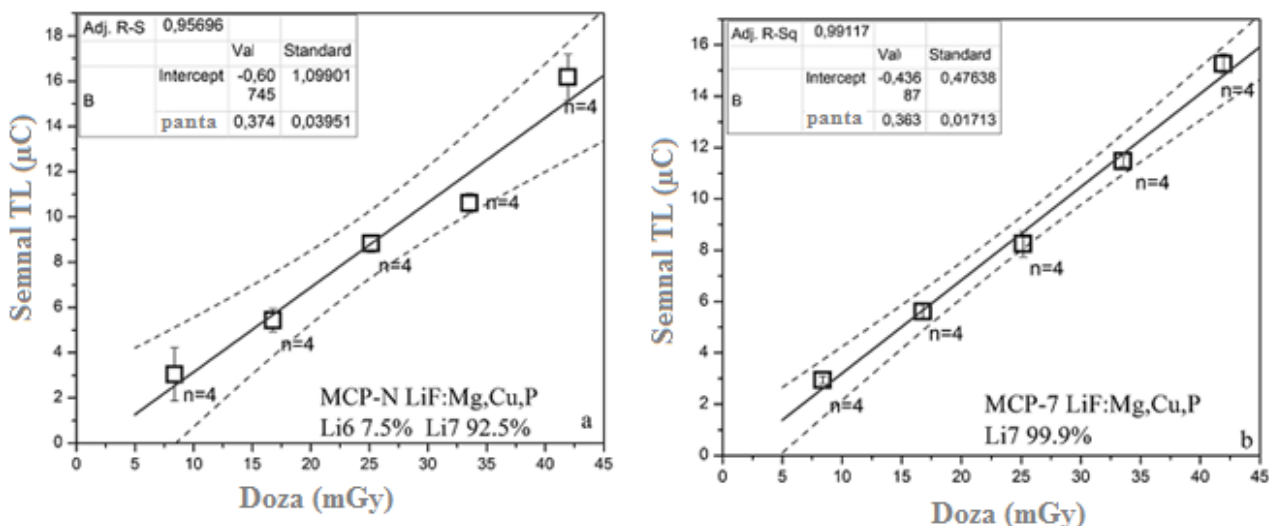 Adj. R-S 0,95696
Val Standard
Intercept -0,60 1,09901
745
B
panta 0,374 0,03951
Semnal TL (μC)
16
14
12
10
8
6
4
2
0
n=4
n=4
n=4
n=4
n=4
MCP-N LiF:Mg,Cu,P
Li6 7.5% Li7 92.5%
a
0 5 10 15 20 25 30 35 40 45
Doza (mGy)
Adj. R-Sq 0,99117
Val Standard
Intercept -0,436 0,47638
87
B
panta 0,363 0,01713
Semnal TL (μC)
16
14
12
10
8
6
4
2
0
n=4
n=4
n=4
n=4
n=4
MCP-7 LiF:Mg,Cu,P
Li7 99.9%
b
0 5 10 15 20 25 30 35 40 45
Doza (mGy)